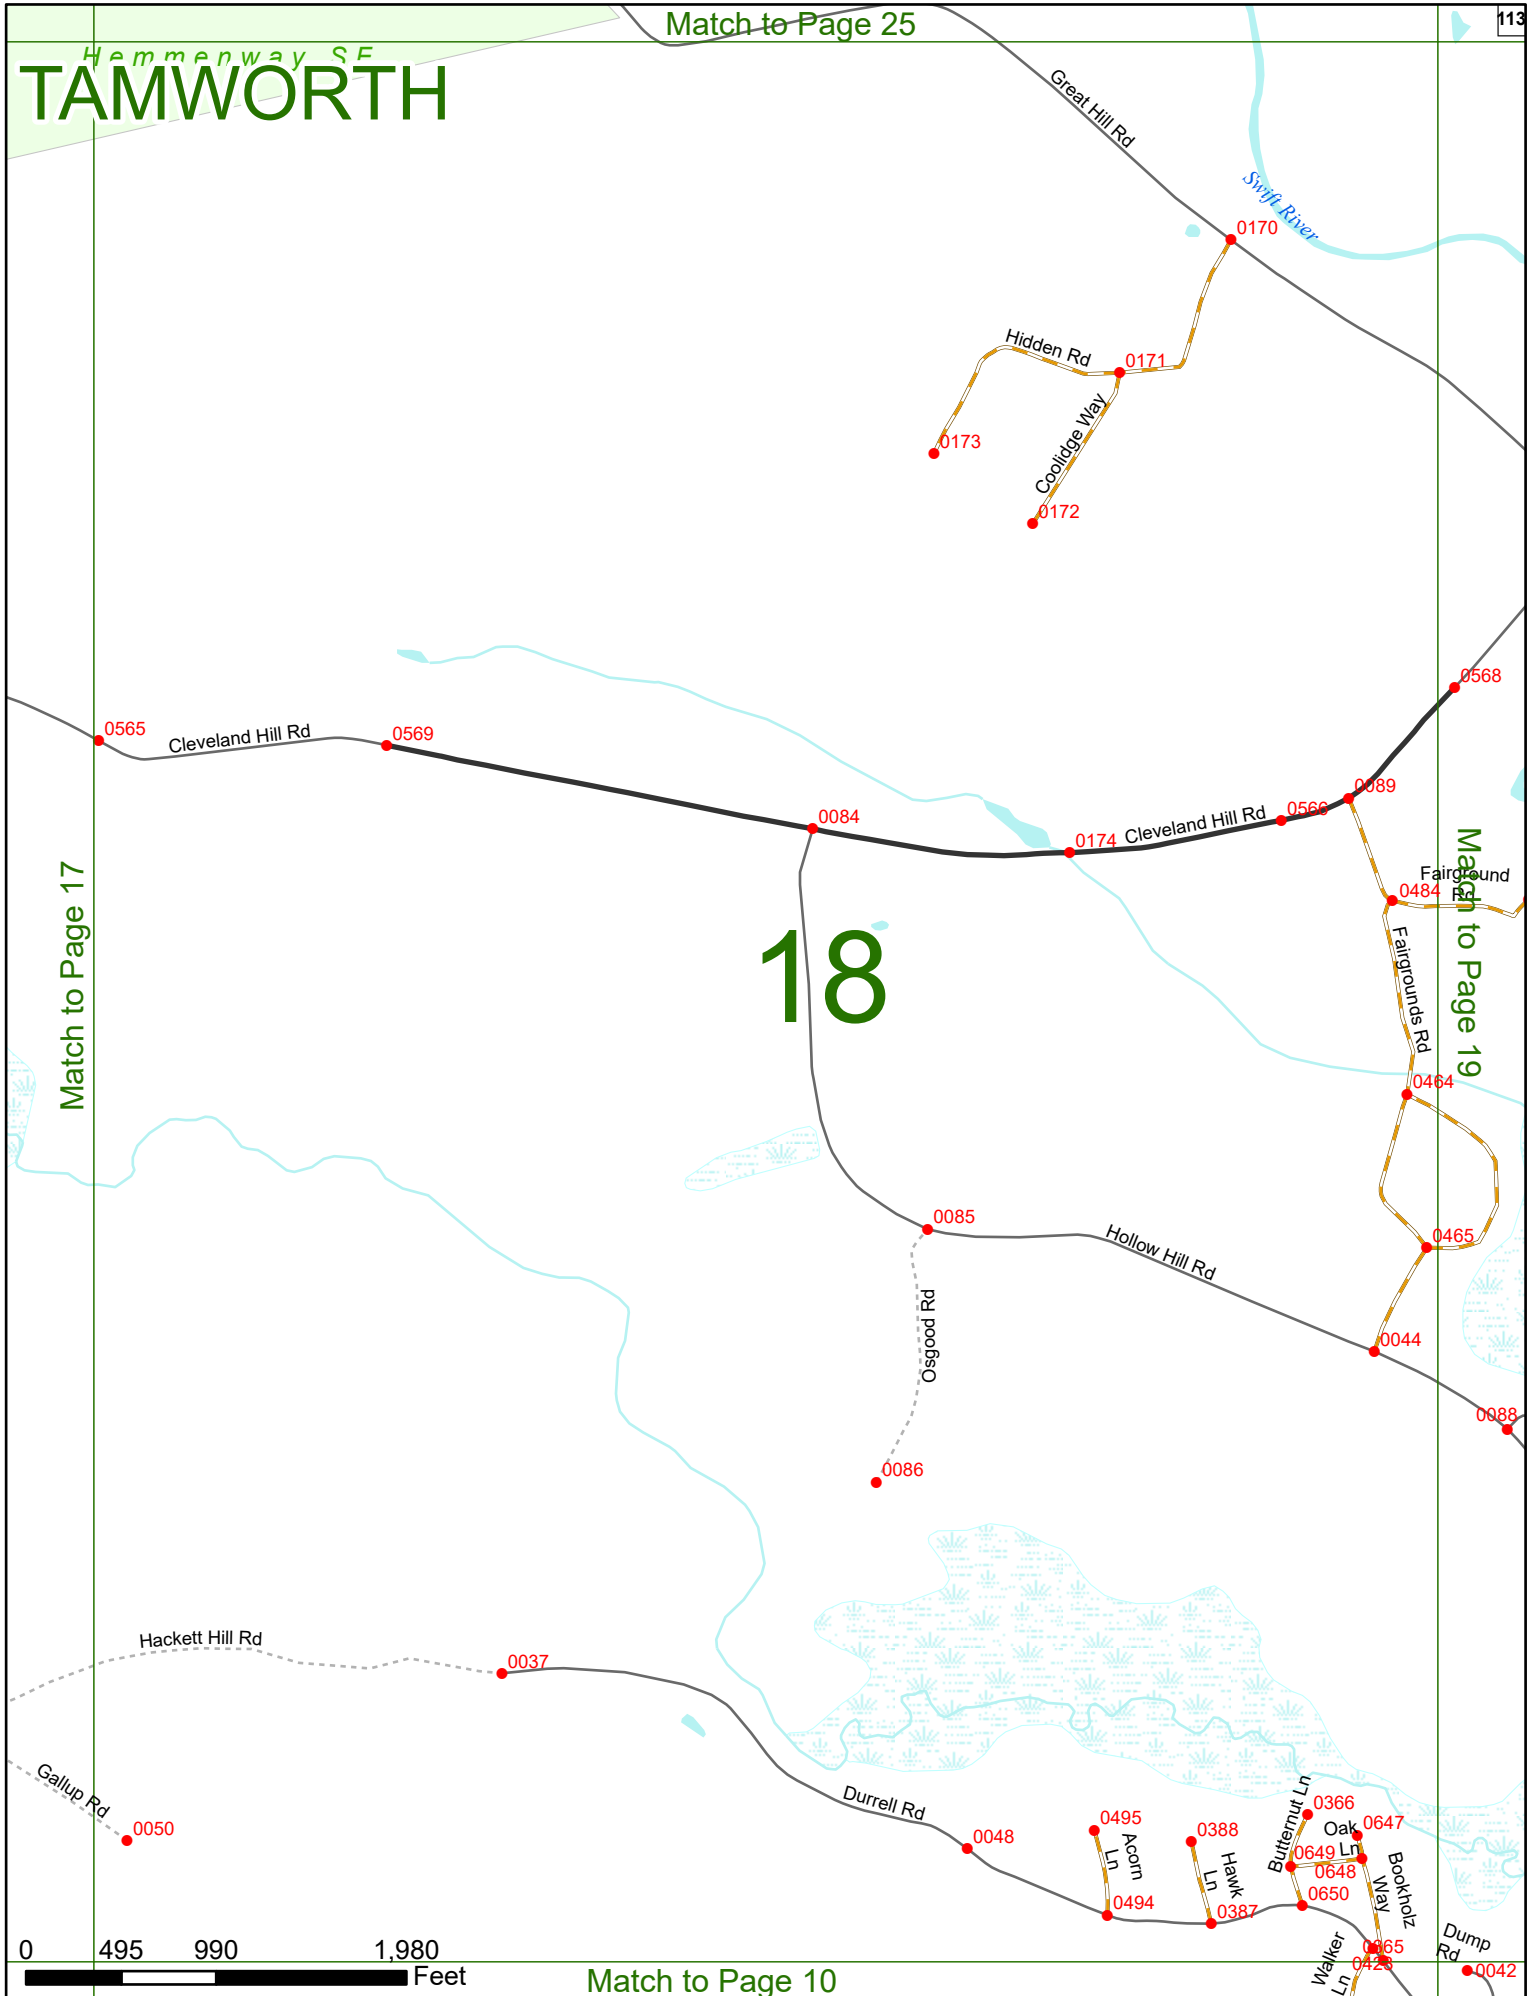 Match to Page 25
113
Hemmenway SF
TAMWORTH
Great Hill Rd
Swift River
0170
Hidden Rd
0171
Coolidge Way
0173
0172
0568
0565
Cleveland Hill Rd
0569
0089
0084
0566
Cleveland Hill Rd
0174
Match to Page 17
Match to Page 19
Fairground
Rd
0484
18
Fairgrounds Rd
0464
0085
Hollow Hill Rd
0465
Osgood Rd
0044
0088
0086
Hackett Hill Rd
0037
Gallup Rd
0050
Durrell Rd
0048
0495
Acorn
Ln
0494
0388
Hawk
Ln
0387
Butternut Ln
0366
Oak
Ln
0647
0649
0648
0650
Bookholz
Way
Walker
Ln
0428
Dump
Rd
0042
0
495
990
1,980
Feet
Match to Page 10